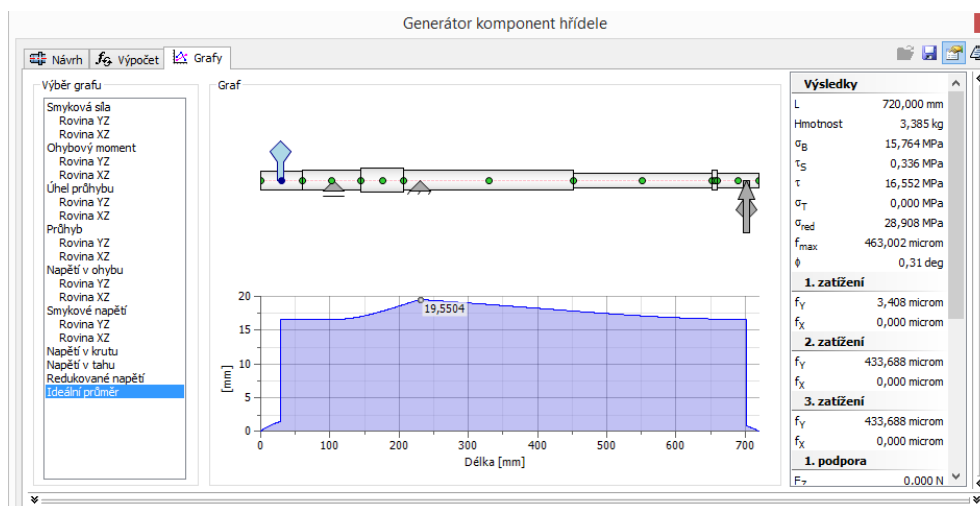 Generátor komponent hřídele
Návrh
Výpočet
Grafy
Výběr grafu
Smyková síla
Rovina YZ
Rovina XZ
Ohybový moment
Rovina YZ
Rovina XZ
Úhel průhybu
Rovina YZ
Rovina XZ
Průhyb
Rovina YZ
Rovina XZ
Napětí v ohybu
Rovina YZ
Rovina XZ
Smykové napětí
Rovina YZ
Rovina XZ
Napětí v krutu
Napětí v tahu
Redukované napětí
Ideální průměr
Graf
19,5504
20
15
10
5
0
[mm]
0 100 200 300 400 500 600 700
Délka [mm]
Výsledky
L 720,000 mm
Hmotnost 3,385 kg
σB 15,764 MPa
τS 0,336 MPa
τ 16,552 MPa
σT 0,000 MPa
σred 28,908 MPa
fmax 463,002 microm
ϕ 0,31 deg
1. zatížení
fY 3,408 microm
fX 0,000 microm
2. zatížení
fY 433,688 microm
fX 0,000 microm
3. zatížení
fY 433,688 microm
fX 0,000 microm
1. podpora
FZ 0.000 N